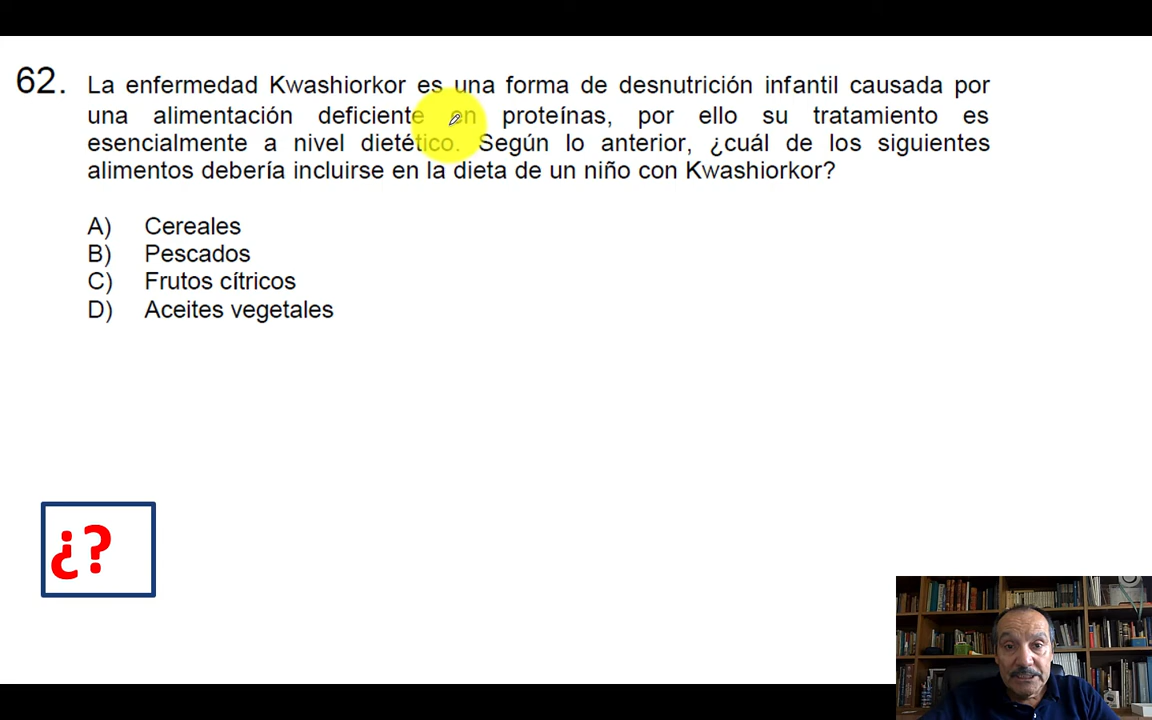 62. La enfermedad Kwashiorkor es una forma de desnutrición infantil causada por
una alimentación deficiente en proteínas, por ello su tratamiento es
esencialmente a nivel dietético. Según lo anterior, ¿cuál de los siguientes
alimentos debería incluirse en la dieta de un niño con Kwashiorkor?
A) Cereales
B) Pescados
C) Frutos cítricos
D) Aceites vegetales
¿?